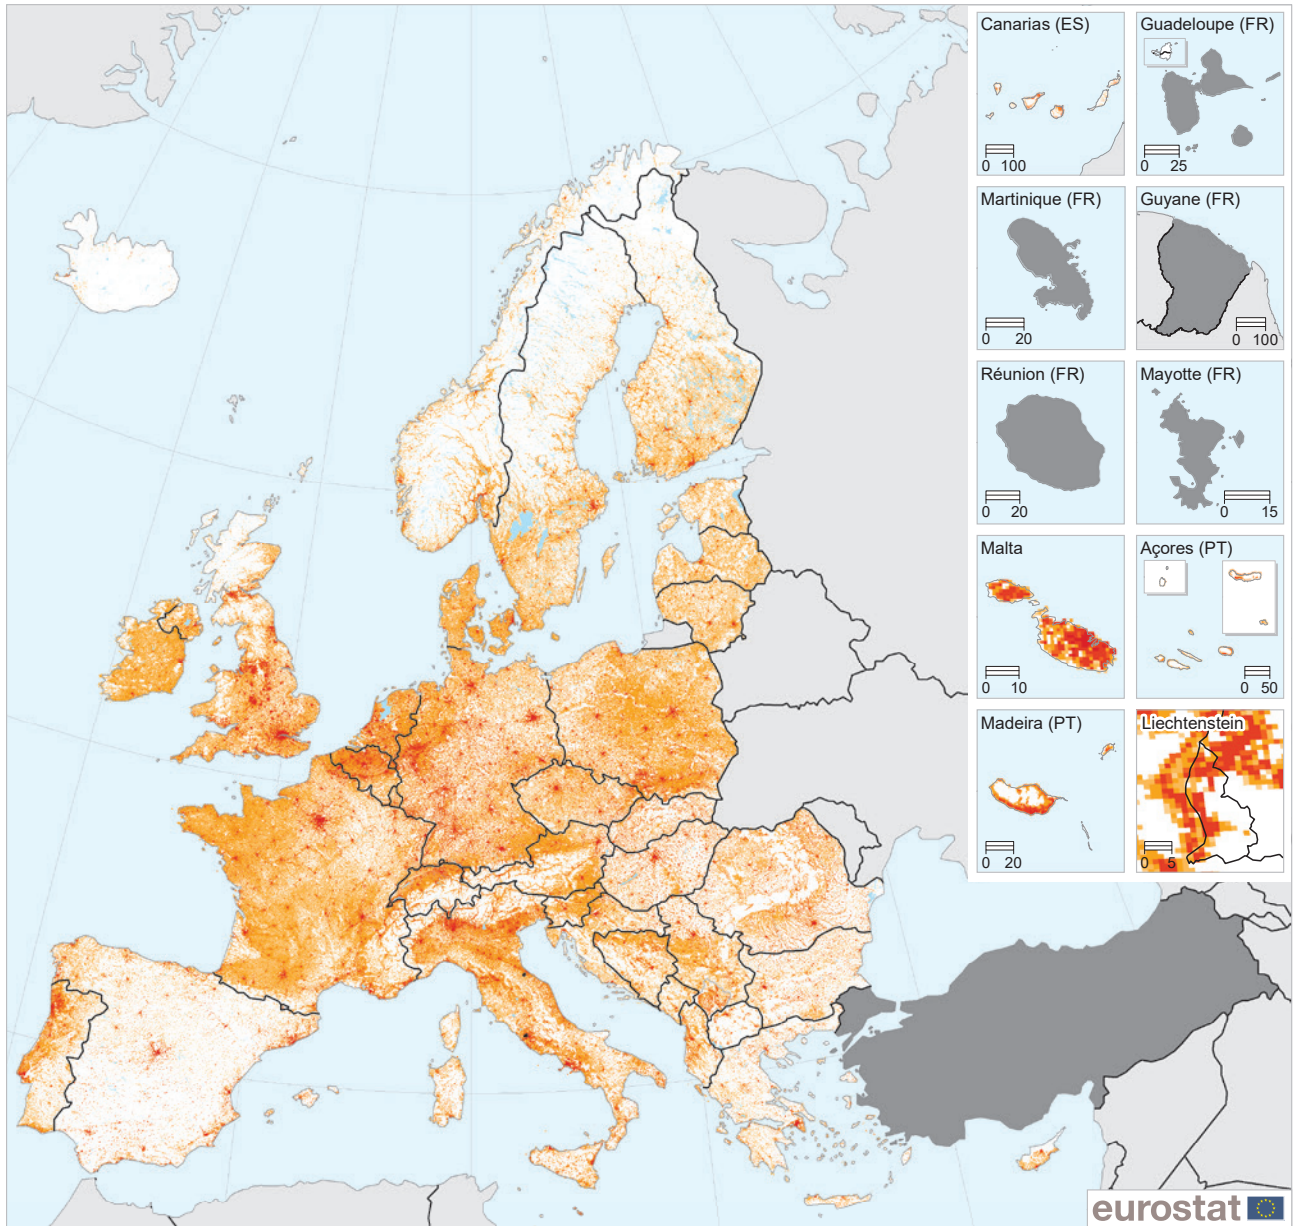 Canarias (ES)
0 100
Guadeloupe (FR)
0 25
Martinique (FR)
0 20
Guyane (FR)
0 100
Réunion (FR)
0 20
Mayotte (FR)
0 15
Malta
0 10
Açores (PT)
0 50
Madeira (PT)
0 20
Liechtenstein
0 5
eurostat